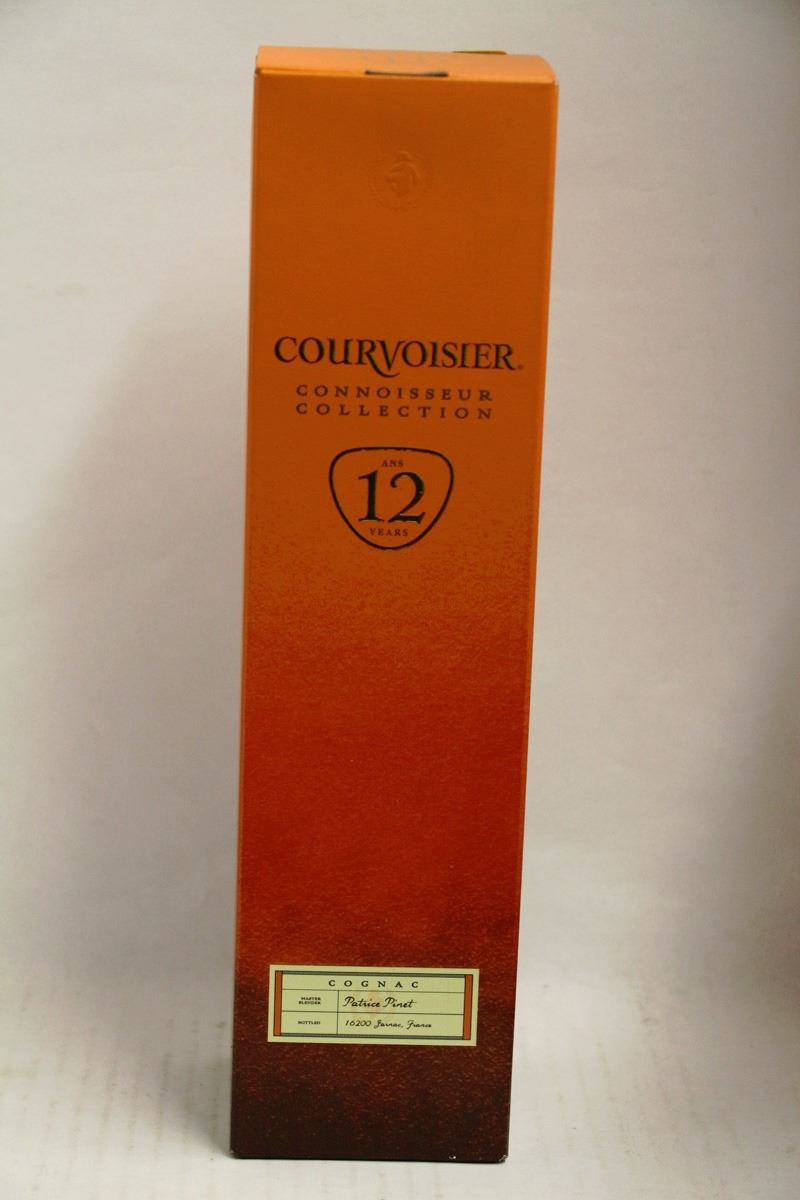 COURVOISIER
CONNOISSEUR
COLLECTION
ANS
12
YEARS
COGNAC
MASTER BLENDER Patrice Pinet
BOTTLED 16200 Jarnac, France